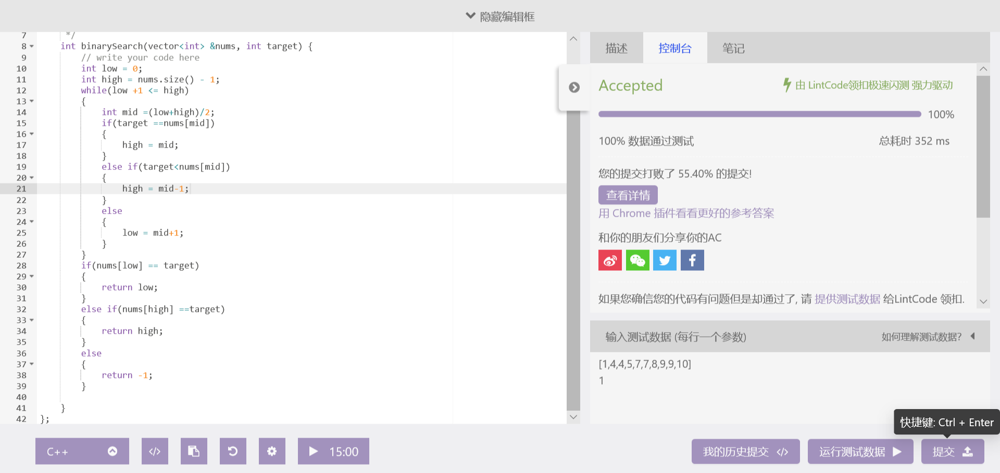 隐藏编辑框
7 */
8 int binarySearch(vector<int> &nums, int target) {
9 // write your code here
10 int low = 0;
11 int high = nums.size() - 1;
12 while(low +1 <= high)
13 {
14 int mid =(low+high)/2;
15 if(target ==nums[mid])
16 {
17 high = mid;
18 }
19 else if(target<nums[mid])
20 {
21 high = mid-1;
22 }
23 else
24 {
25 low = mid+1;
26 }
27 }
28 if(nums[low] == target)
29 {
30 return low;
31 }
32 else if(nums[high] ==target)
33 {
34 return high;
35 }
36 else
37 {
38 return -1;
39 }
40
41 }
42 };
描述 控制台 笔记
Accepted 由 LintCode领扣极速闪测 强力驱动
100%
100% 数据通过测试 总耗时 352 ms
您的提交打败了 55.40% 的提交!
查看详情
用 Chrome 插件看看更好的参考答案
和你的朋友们分享你的AC
如果您确信您的代码有问题但是却通过了, 请 提供测试数据 给LintCode 领扣.
输入测试数据 (每行一个参数) 如何理解测试数据?
[1,4,4,5,7,7,8,9,9,10]
1
快捷键: Ctrl + Enter
C++ </> 15:00 我的历史提交 </> 运行测试数据 提交